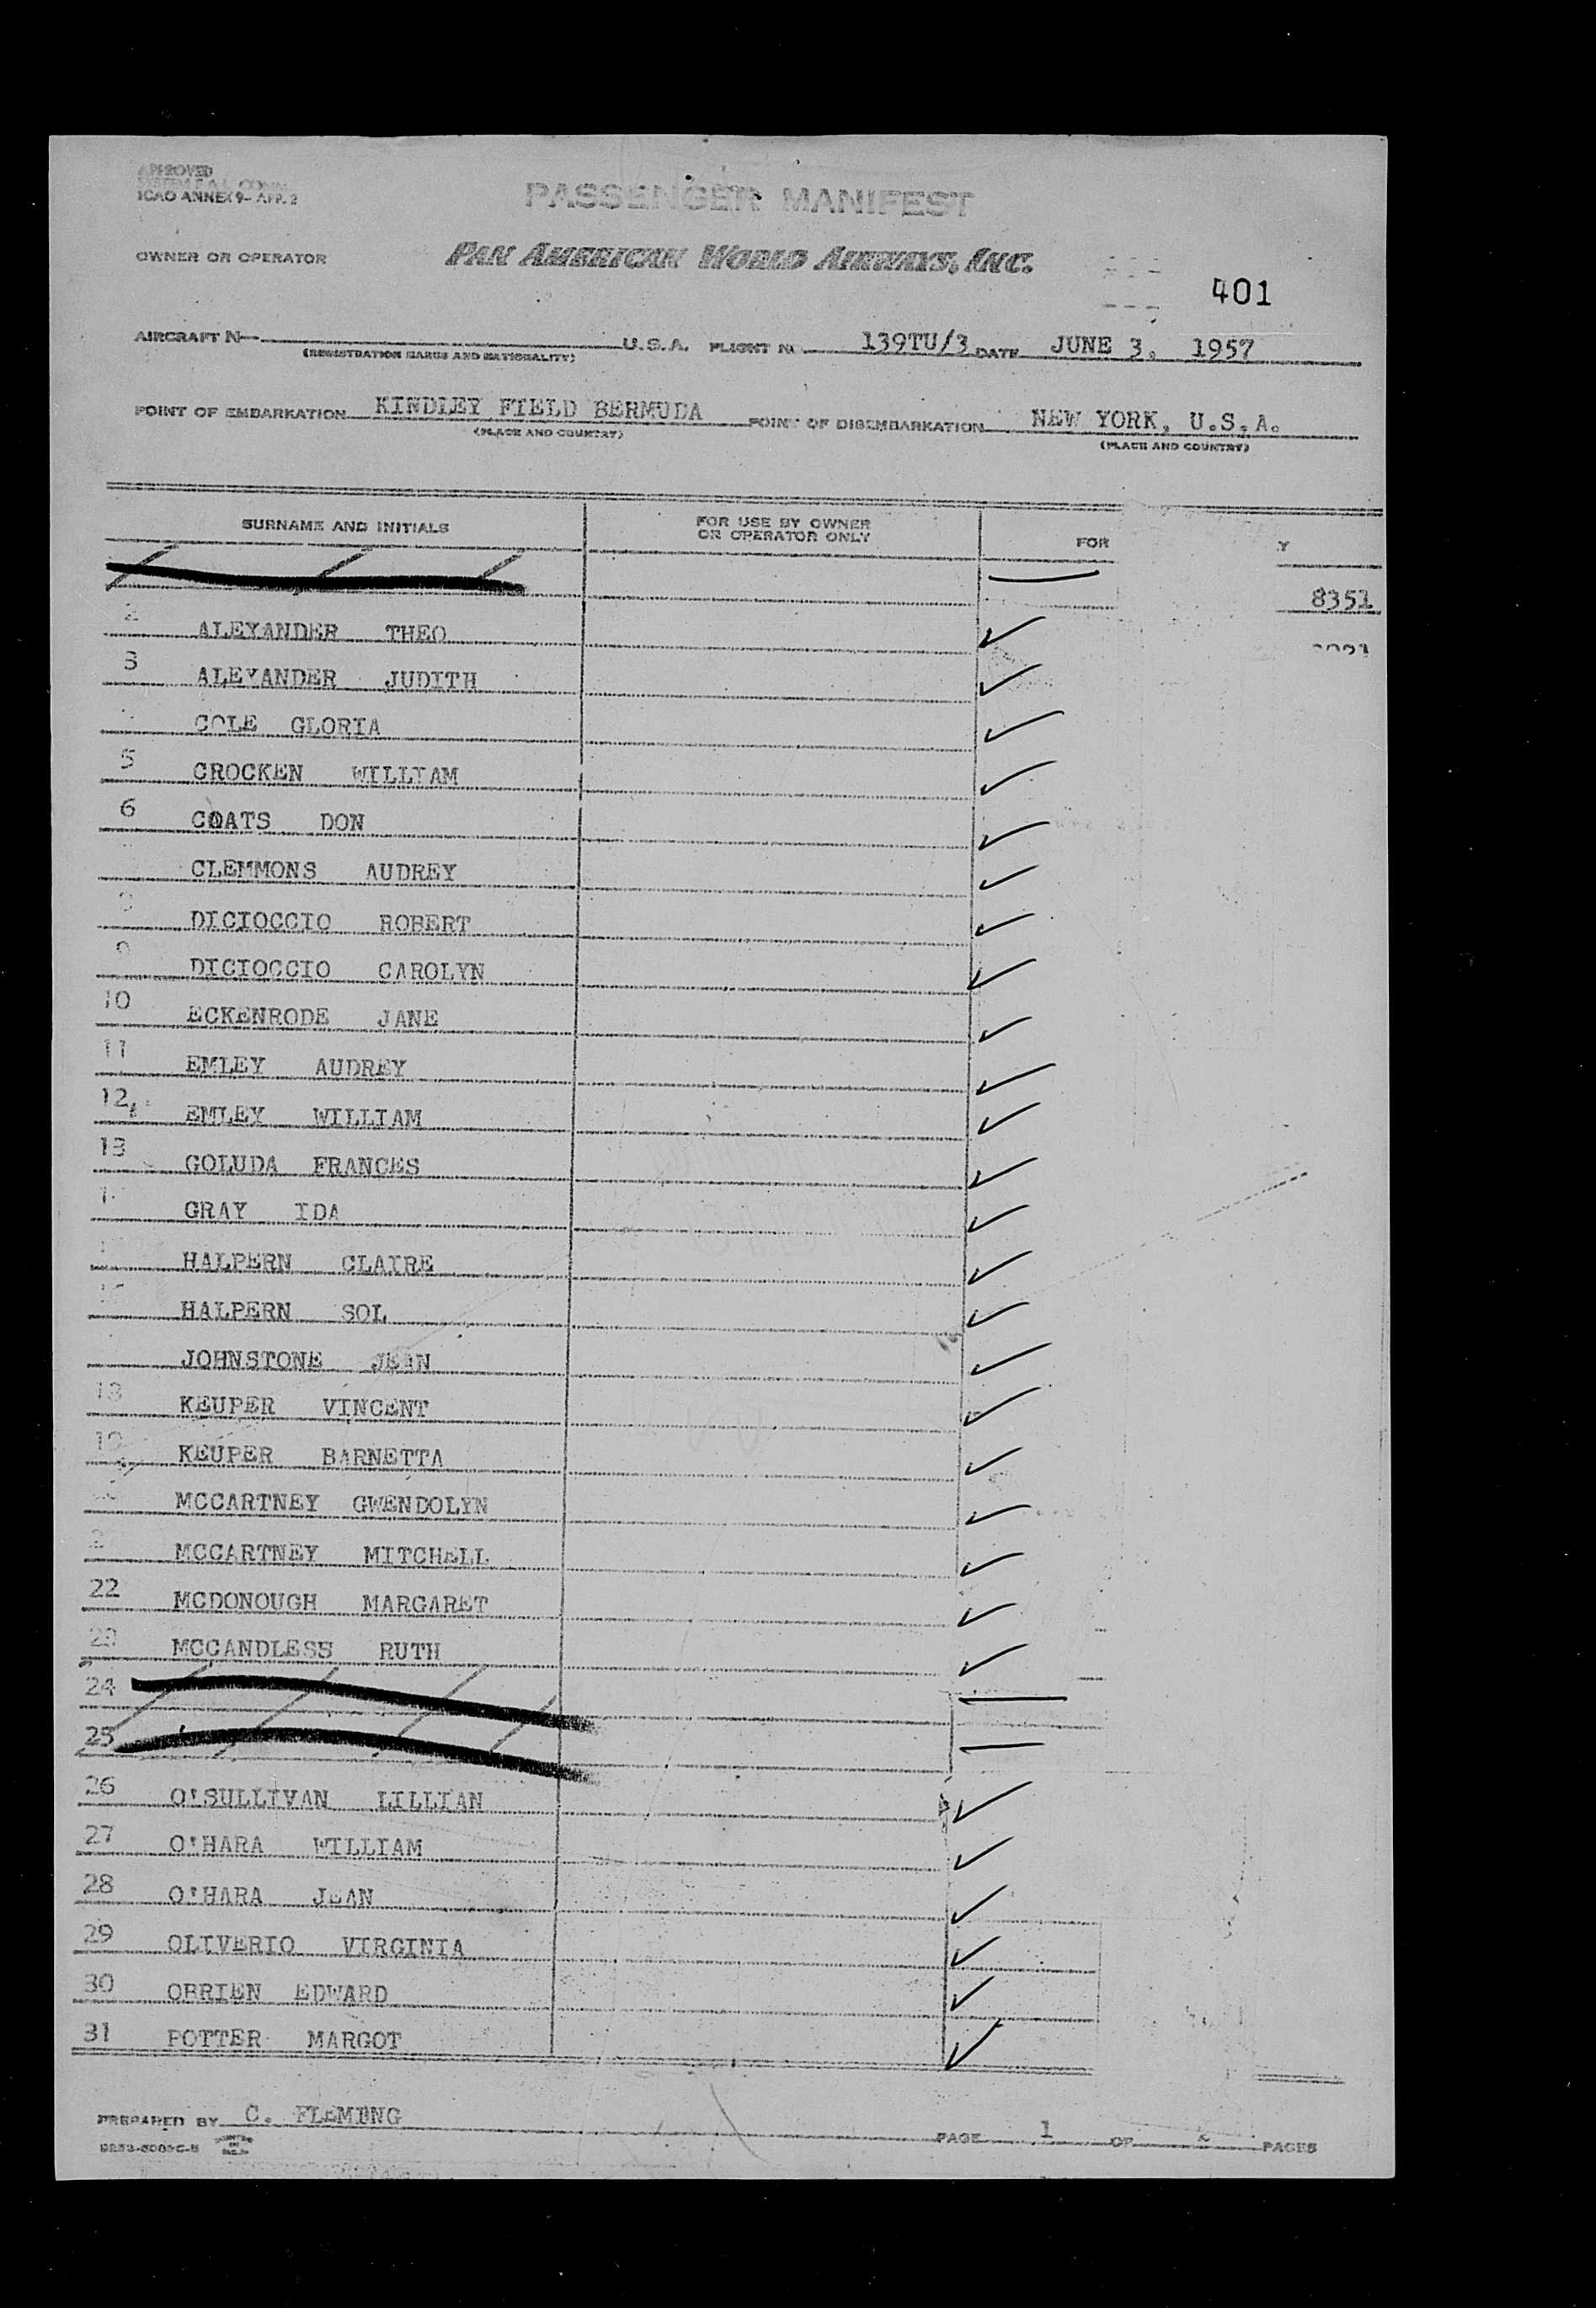 APPROVED
SYSTEM F.A.L. COMM.
ICAO ANNEX 9- APP. 2
PASSENGER MANIFEST
OWNER OR OPERATOR PAN AMERICAN WORLD AIRWAYS, INC.
401
AIRCRAFT N U.S.A. FLIGHT No. 139TU/3 DATE JUNE 3. 1957
(REGISTRATION MARKS AND NATIONALITY)
POINT OF EMBARKATION KINDLEY FIELD BERMUDA POINT OF DISEMBARKATION NEW YORK, U.S.A.
(PLACE AND COUNTRY) (PLACE AND COUNTRY)
SURNAME AND INITIALS FOR USE BY OWNER OR OPERATOR ONLY FOR Y
8351
2 ALEXANDER THEO
3 ALEXANDER JUDITH
COLE GLORIA
5 CROCKEN WILLIAM
6 COATS DON
CLEMMONS AUDREY
DICIOCCIO ROBERT
9 DICIOCCIO CAROLYN
10 ECKENRODE JANE
11 EMLEY AUDREY
12 EMLEY WILLIAM
13 GOLUDA FRANCES
GRAY IDA
HALPERN CLAIRE
HALPERN SOL
JOHNSTONE JEAN
18 KEUPER VINCENT
19 KEUPER BARNETTA
MCCARTNEY GWENDOLYN
MCCARTNEY MITCHELL
22 MCDONOUGH MARGARET
23 MCCANDLESS RUTH
24
25
26 O'SULLIVAN LILLIAN
27 O'HARA WILLIAM
28 O'HARA JEAN
29 OLIVERIO VIRGINIA
30 OBRIEN EDWARD
31 POTTER MARGOT
PREPARED BY C. FLEMING
PAGE 1 OF PAGES